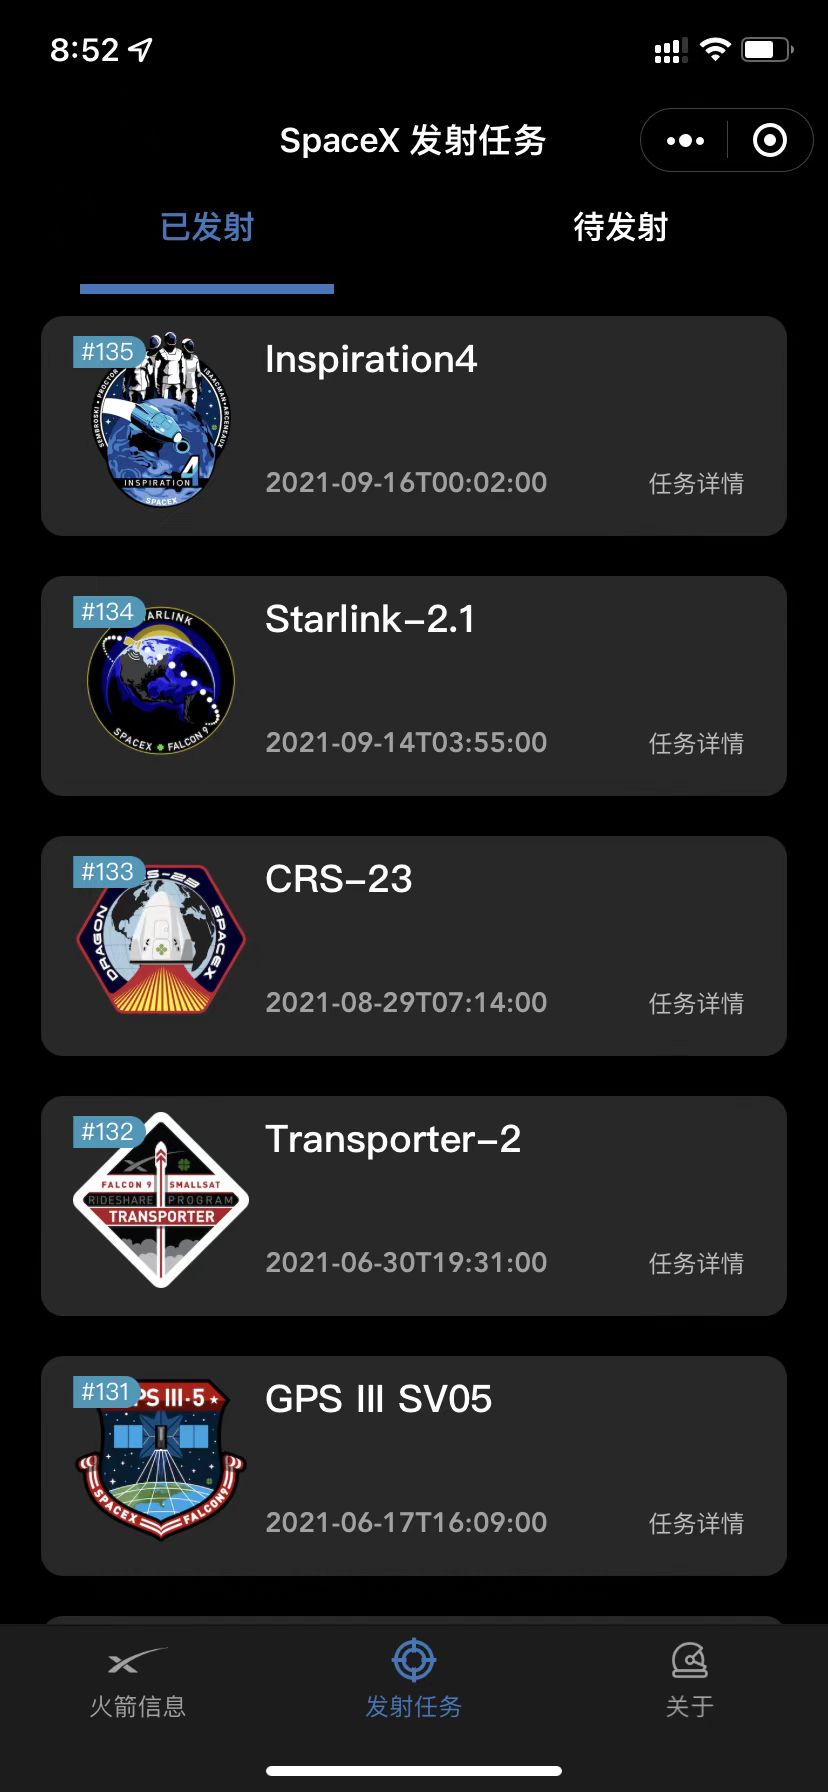 8:52
SpaceX 发射任务
已发射
待发射
#135
Inspiration4
SEMBROSKI • PROCTOR
ISAACMAN • ARCENEAUX
INSPIRATION 4
SPACEX
2021-09-16T00:02:00
任务详情
#134
Starlink-2.1
ARLINK
SPACEX
FALCON 9
2021-09-14T03:55:00
任务详情
#133
CRS-23
S-23
DRAGON
SPACEX
2021-08-29T07:14:00
任务详情
#132
Transporter-2
FALCON 9 SMALLSAT
RIDESHARE PROGRAM
TRANSPORTER
2021-06-30T19:31:00
任务详情
#131
GPS III SV05
PS III-5
SPACEX
FALCON9
2021-06-17T16:09:00
任务详情
火箭信息
发射任务
关于